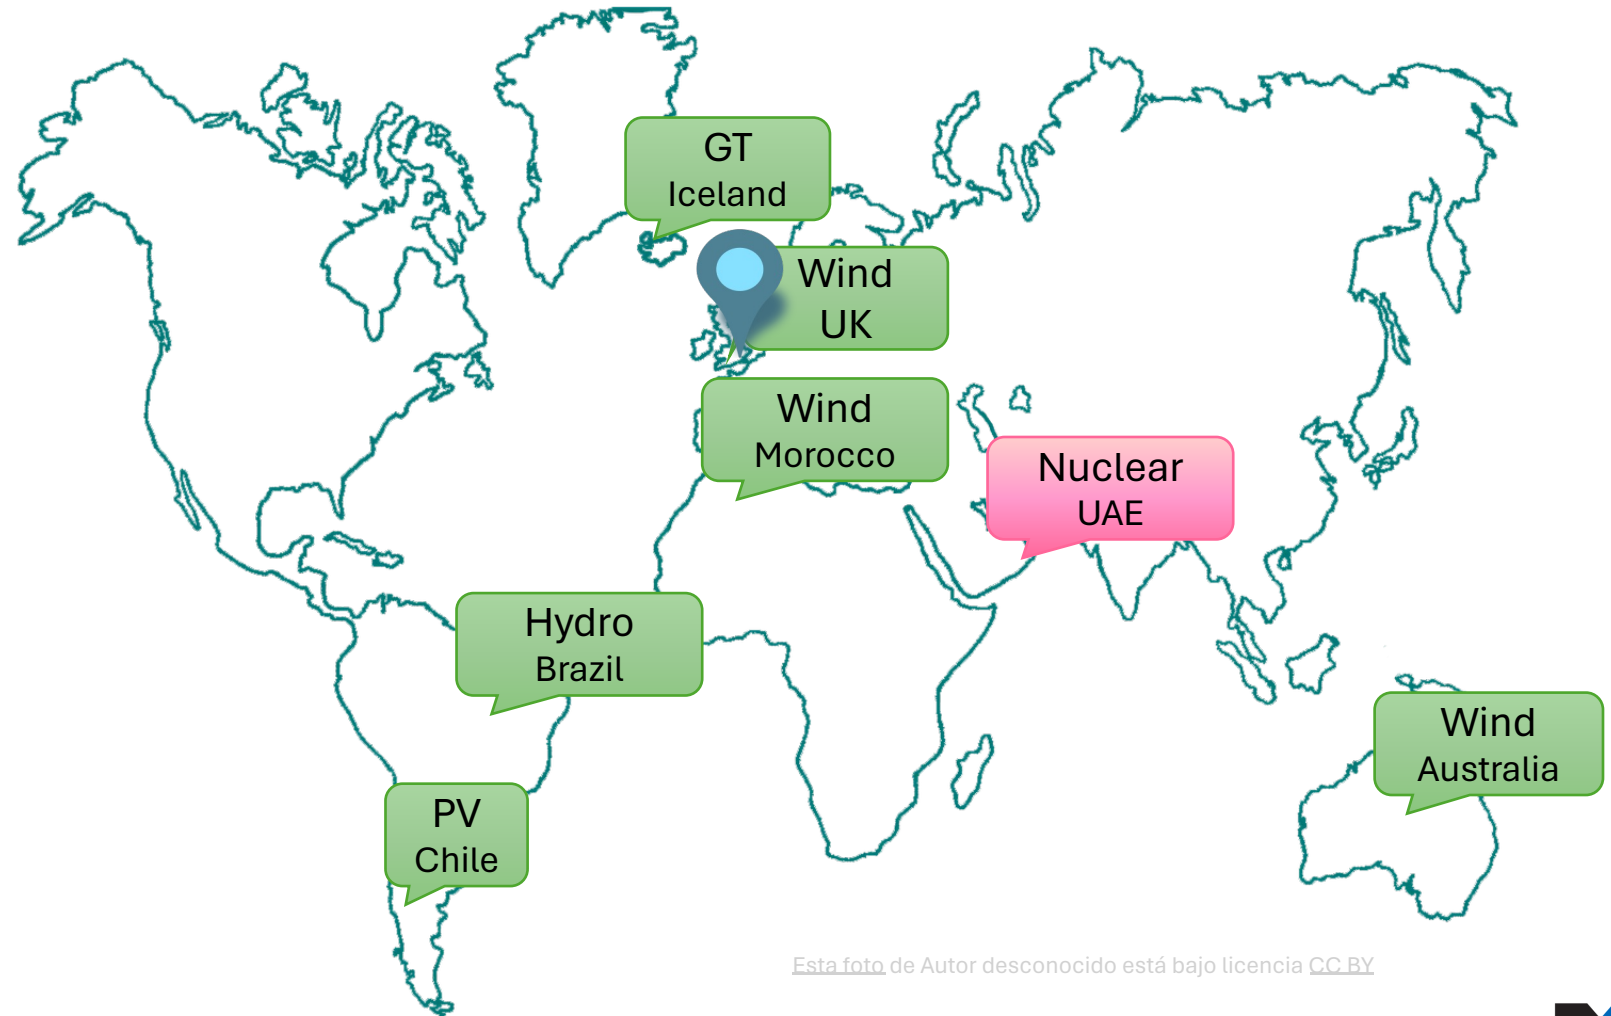 GT
Iceland
Wind
UK
Wind
Morocco
Nuclear
UAE
Hydro
Brazil
Wind
Australia
PV
Chile
Esta foto de Autor desconocido está bajo licencia CC BY